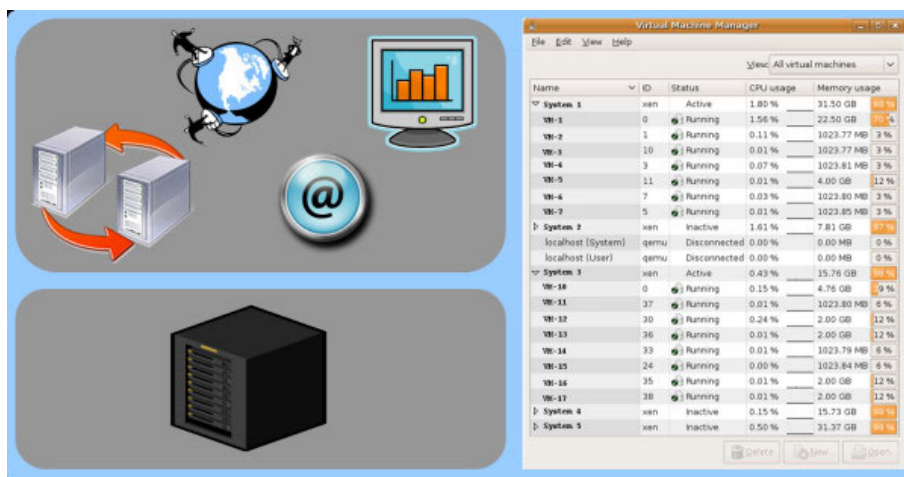 @
Virtual Machine Manager
File Edit View Help
View: All virtual machines
Name ID Status CPU usage Memory usage
System 1 xen Active 1.80 % 31.50 GB 98 %
VM-1 0 Running 1.56 % 22.50 GB 70 %
VM-2 1 Running 0.11 % 1023.77 MB 3 %
VM-3 10 Running 0.01 % 1023.77 MB 3 %
VM-4 3 Running 0.07 % 1023.81 MB 3 %
VM-5 11 Running 0.01 % 4.00 GB 12 %
VM-6 7 Running 0.03 % 1023.80 MB 3 %
VM-7 5 Running 0.01 % 1023.85 MB 3 %
System 2 xen Inactive 1.61 % 7.81 GB 97 %
localhost (System) qemu Disconnected 0.00 % 0.00 MB 0 %
localhost (User) qemu Disconnected 0.00 % 0.00 MB 0 %
System 3 xen Active 0.43 % 15.76 GB 98 %
VM-10 0 Running 0.15 % 4.76 GB 9 %
VM-11 37 Running 0.01 % 1023.80 MB 6 %
VM-12 30 Running 0.24 % 2.00 GB 12 %
VM-13 36 Running 0.01 % 2.00 GB 12 %
VM-14 33 Running 0.01 % 1023.79 MB 6 %
VM-15 24 Running 0.00 % 1023.84 MB 6 %
VM-16 35 Running 0.01 % 2.00 GB 12 %
VM-17 38 Running 0.01 % 2.00 GB 12 %
System 4 xen Inactive 0.15 % 15.73 GB 98 %
System 5 xen Inactive 0.50 % 31.37 GB 98 %
Delete New Open